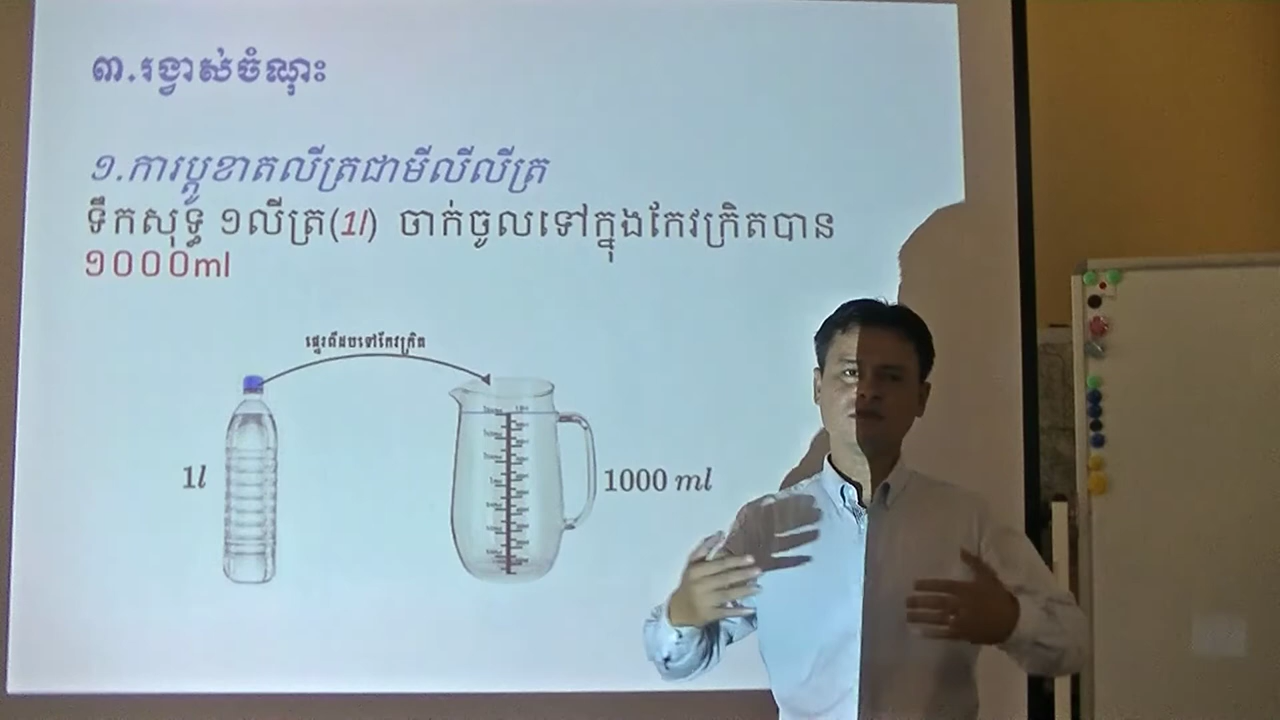 ៣.រង្វាស់ចំណុះ
១.ការប្តូខាតលីត្រជាមីលីលីត្រ
ទឹកសុទ្ធ ១លីត្រ(1l) ចាក់ចូលទៅក្នុងកែវក្រិតបាន
១០០០ml
ផ្ទេរពីដបទៅកែវក្រិត
1l
1000 ml